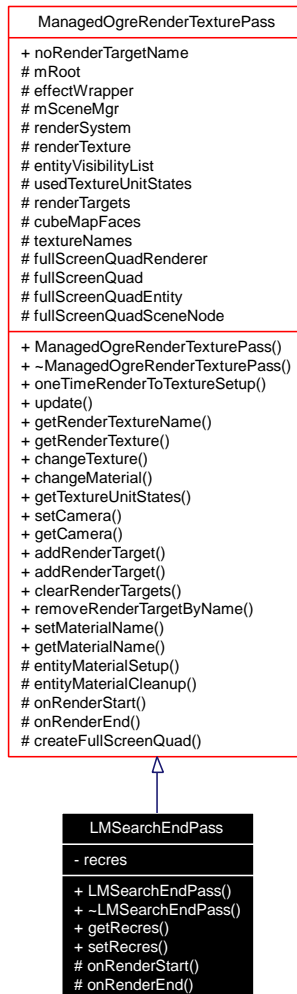 ManagedOgreRenderTexturePass
+ noRenderTargetName
# mRoot
# effectWrapper
# mSceneMgr
# renderSystem
# renderTexture
# entityVisibilityList
# usedTextureUnitStates
# renderTargets
# cubeMapFaces
# textureNames
# fullScreenQuadRenderer
# fullScreenQuad
# fullScreenQuadEntity
# fullScreenQuadSceneNode
+ ManagedOgreRenderTexturePass()
+ ~ManagedOgreRenderTexturePass()
+ oneTimeRenderToTextureSetup()
+ update()
+ getRenderTextureName()
+ getRenderTexture()
+ changeTexture()
+ changeMaterial()
+ getTextureUnitStates()
+ setCamera()
+ getCamera()
+ addRenderTarget()
+ addRenderTarget()
+ clearRenderTargets()
+ removeRenderTargetByName()
+ setMaterialName()
+ getMaterialName()
# entityMaterialSetup()
# entityMaterialCleanup()
# onRenderStart()
# onRenderEnd()
# createFullScreenQuad()
LMSearchEndPass
- recres
+ LMSearchEndPass()
+ ~LMSearchEndPass()
+ getRecres()
+ setRecres()
# onRenderStart()
# onRenderEnd()